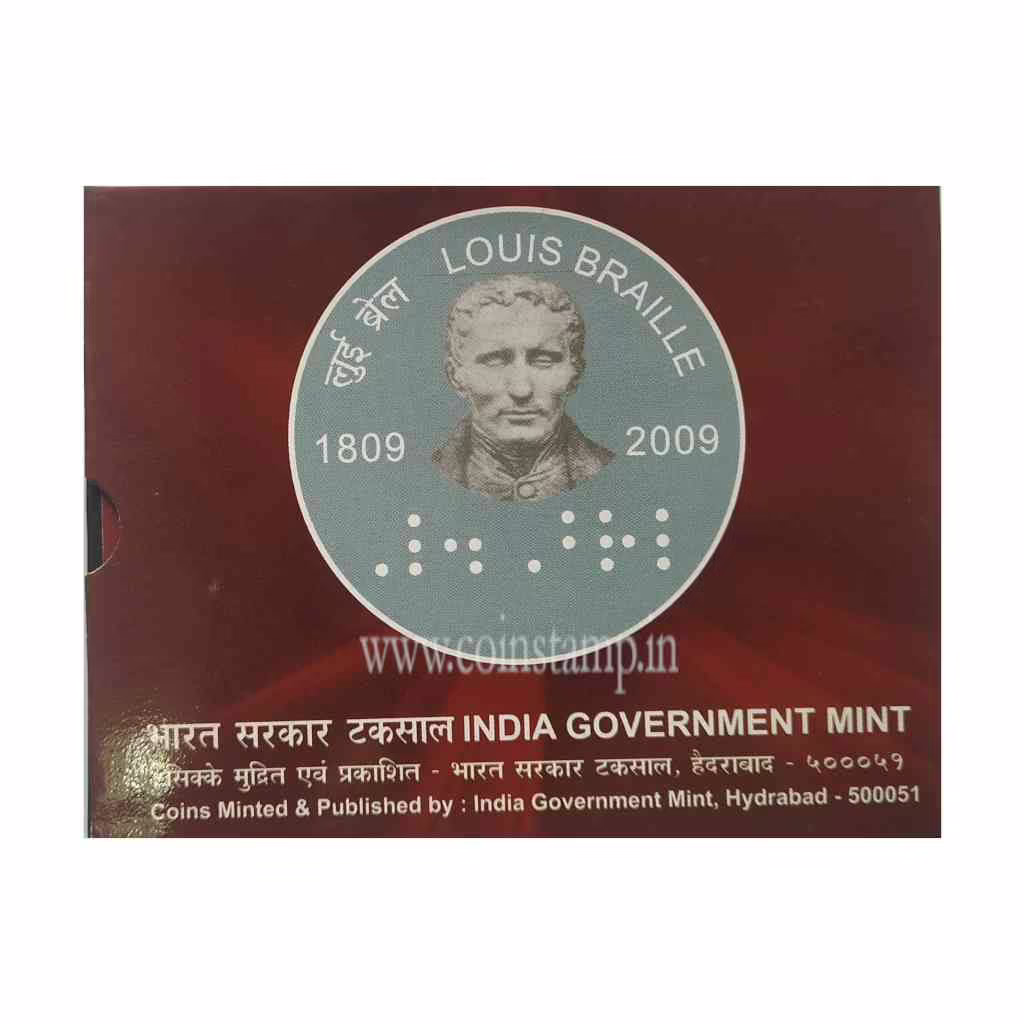 लुई ब्रेल LOUIS BRAILLE
1809 2009
⠠⠇⠲⠠⠃⠗⠇
www.coinstamp.in
भारत सरकार टकसाल INDIA GOVERNMENT MINT
सिक्के मुद्रित एवं प्रकाशित - भारत सरकार टकसाल, हैदराबाद - ५०००५१
Coins Minted & Published by : India Government Mint, Hydrabad - 500051